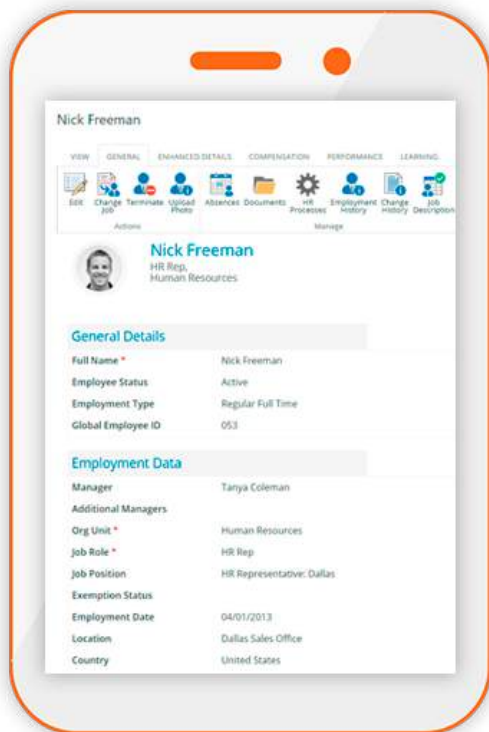 Nick Freeman
VIEW GENERAL ENHANCED DETAILS COMPENSATION PERFORMANCE LEARNING
Edit Change Job Terminate Upload Photo Absences Documents HR Processes Employment History Change History Job Description
Actions Manage
Nick Freeman
HR Rep,
Human Resources
General Details
Full Name * Nick Freeman
Employee Status Active
Employment Type Regular Full Time
Global Employee ID 053
Employment Data
Manager Tanya Coleman
Additional Managers
Org Unit * Human Resources
Job Role * HR Rep
Job Position HR Representative: Dallas
Exemption Status
Employment Date 04/01/2013
Location Dallas Sales Office
Country United States